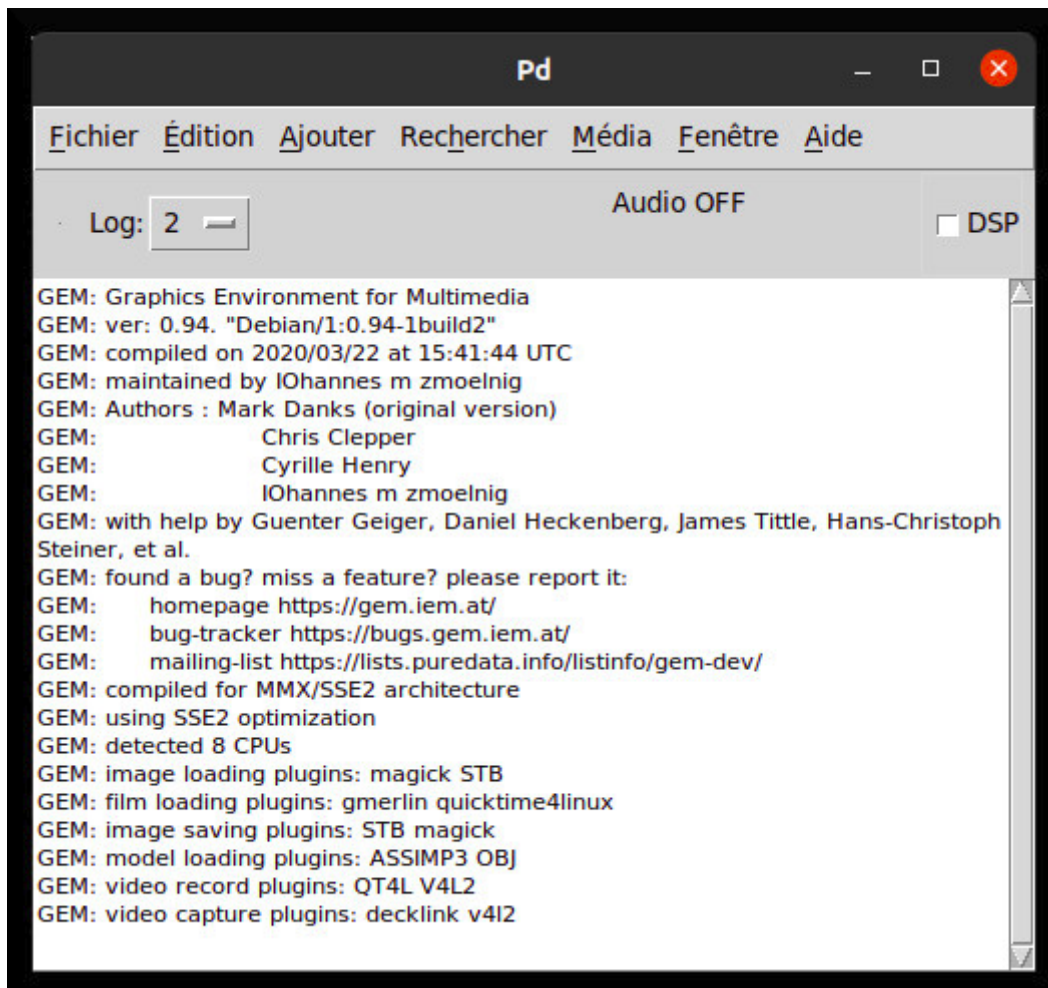 Pd
Fichier Édition Ajouter Rechercher Média Fenêtre Aide
Audio OFF
Log: 2 DSP
GEM: Graphics Environment for Multimedia
GEM: ver: 0.94. "Debian/1:0.94-1build2"
GEM: compiled on 2020/03/22 at 15:41:44 UTC
GEM: maintained by IOhannes m zmoelnig
GEM: Authors : Mark Danks (original version)
GEM: Chris Clepper
GEM: Cyrille Henry
GEM: IOhannes m zmoelnig
GEM: with help by Guenter Geiger, Daniel Heckenberg, James Tittle, Hans-Christoph
Steiner, et al.
GEM: found a bug? miss a feature? please report it:
GEM: homepage https://gem.iem.at/
GEM: bug-tracker https://bugs.gem.iem.at/
GEM: mailing-list https://lists.puredata.info/listinfo/gem-dev/
GEM: compiled for MMX/SSE2 architecture
GEM: using SSE2 optimization
GEM: detected 8 CPUs
GEM: image loading plugins: magick STB
GEM: film loading plugins: gmerlin quicktime4linux
GEM: image saving plugins: STB magick
GEM: model loading plugins: ASSIMP3 OBJ
GEM: video record plugins: QT4L V4L2
GEM: video capture plugins: decklink v4l2